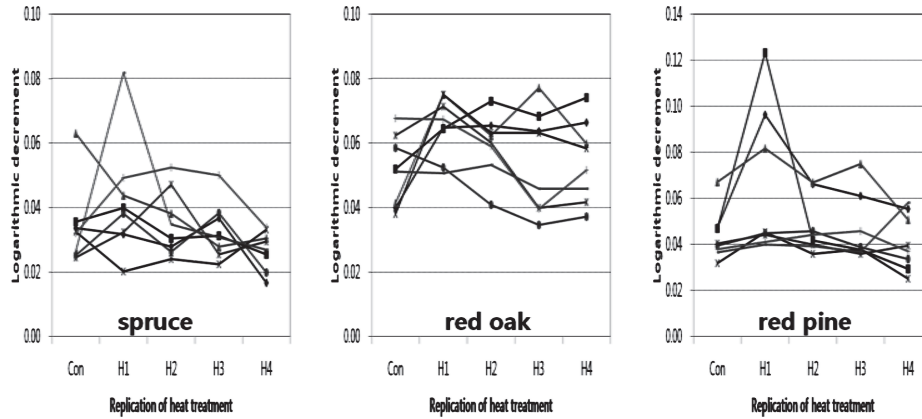 Logarithmic decrement
0.10
0.08
0.06
0.04
0.02
0.00
spruce
Con H1 H2 H3 H4
Replication of heat treatment
Logarithmic decrement
0.10
0.08
0.06
0.04
0.02
0.00
red oak
Con H1 H2 H3 H4
Replication of heat treatment
Logarithmic decrement
0.14
0.12
0.10
0.08
0.06
0.04
0.02
0.00
red pine
Con H1 H2 H3 H4
Replication of heat treatment